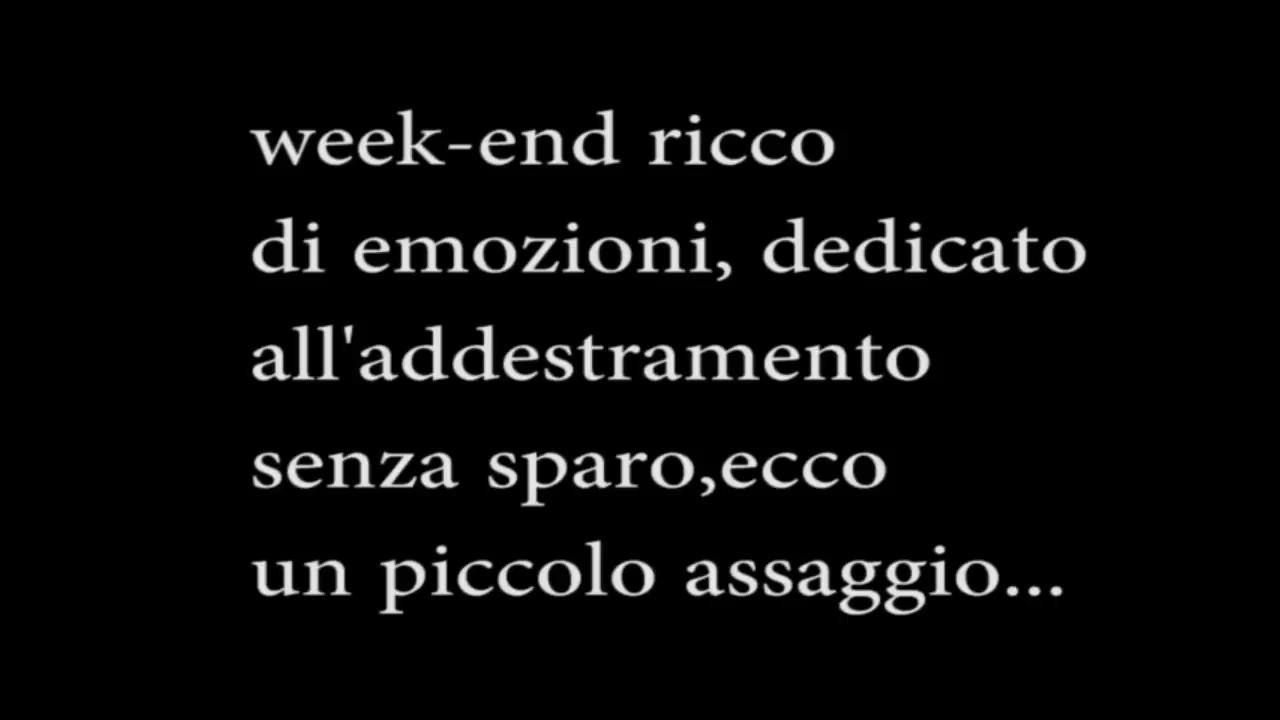 week-end ricco
di emozioni, dedicato
all'addestramento
senza sparo,ecco
un piccolo assaggio...